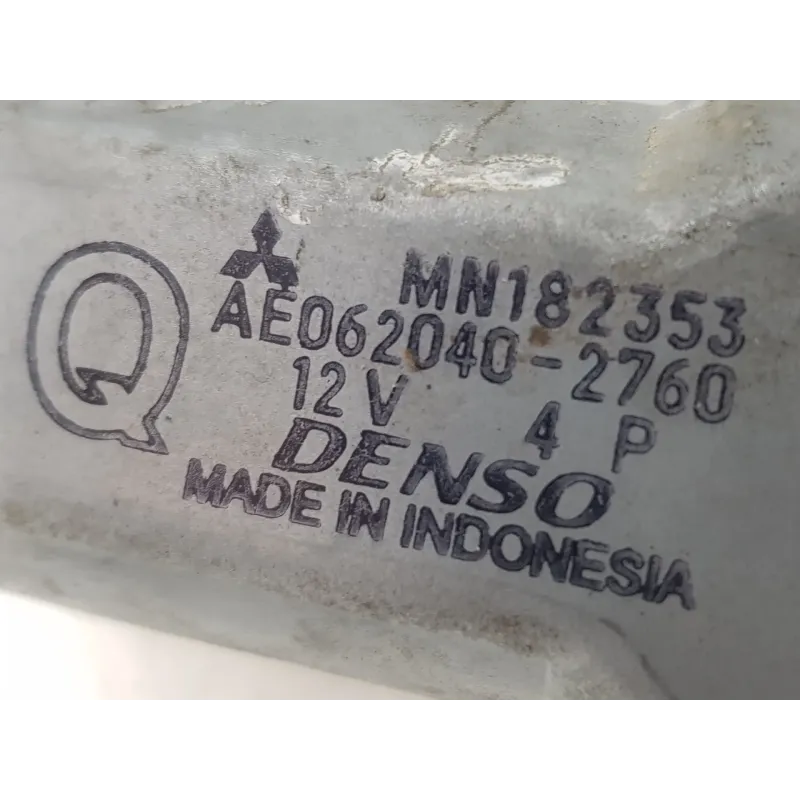 MN182353
AE062040-2760
12V 4P
DENSO
MADE IN INDONESIA
Q